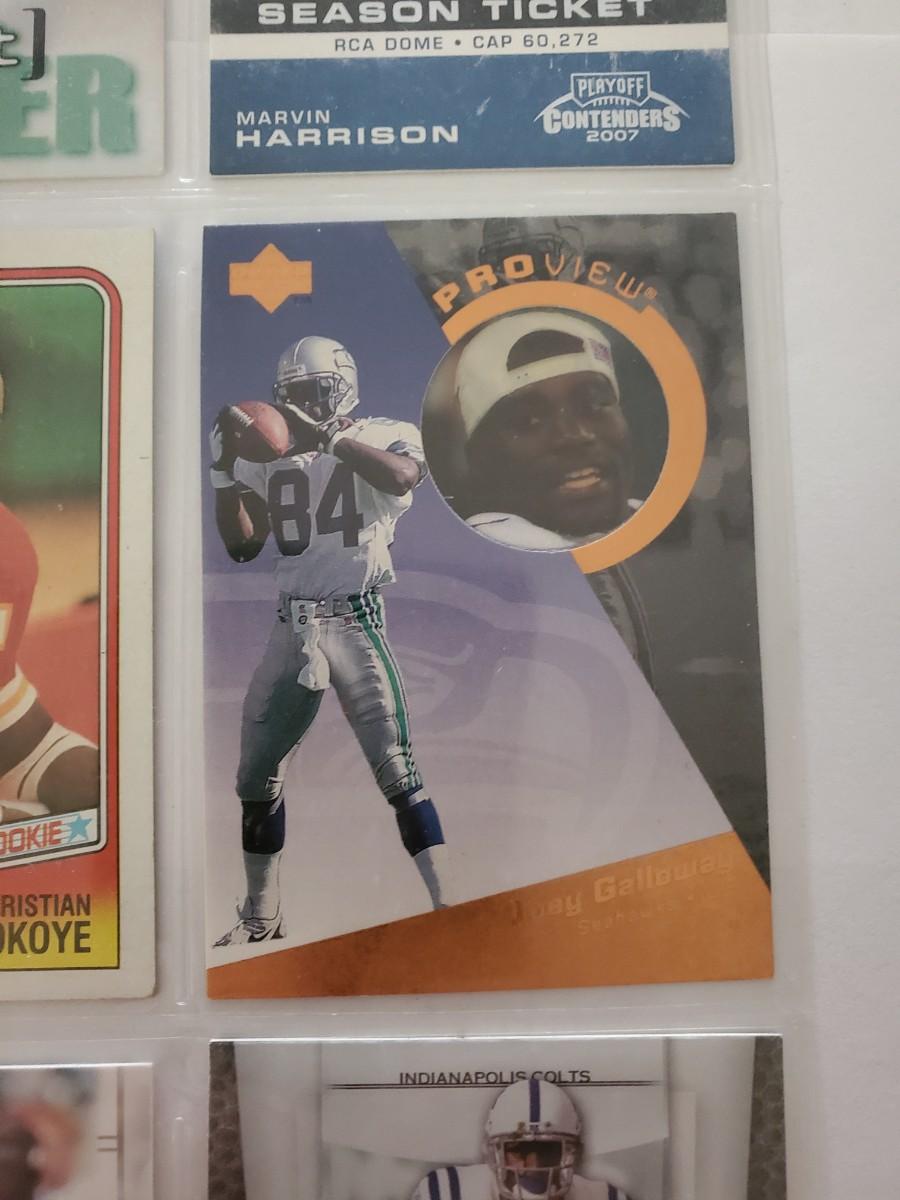 SEASON TICKET
RCA DOME • CAP 60,272
MARVIN
HARRISON
PLAYOFF
CONTENDERS
2007
ER
PROVIEW
84
84
Joey Galloway
Seahawks
OOKIE
RISTIAN
OKOYE
INDIANAPOLIS COLTS